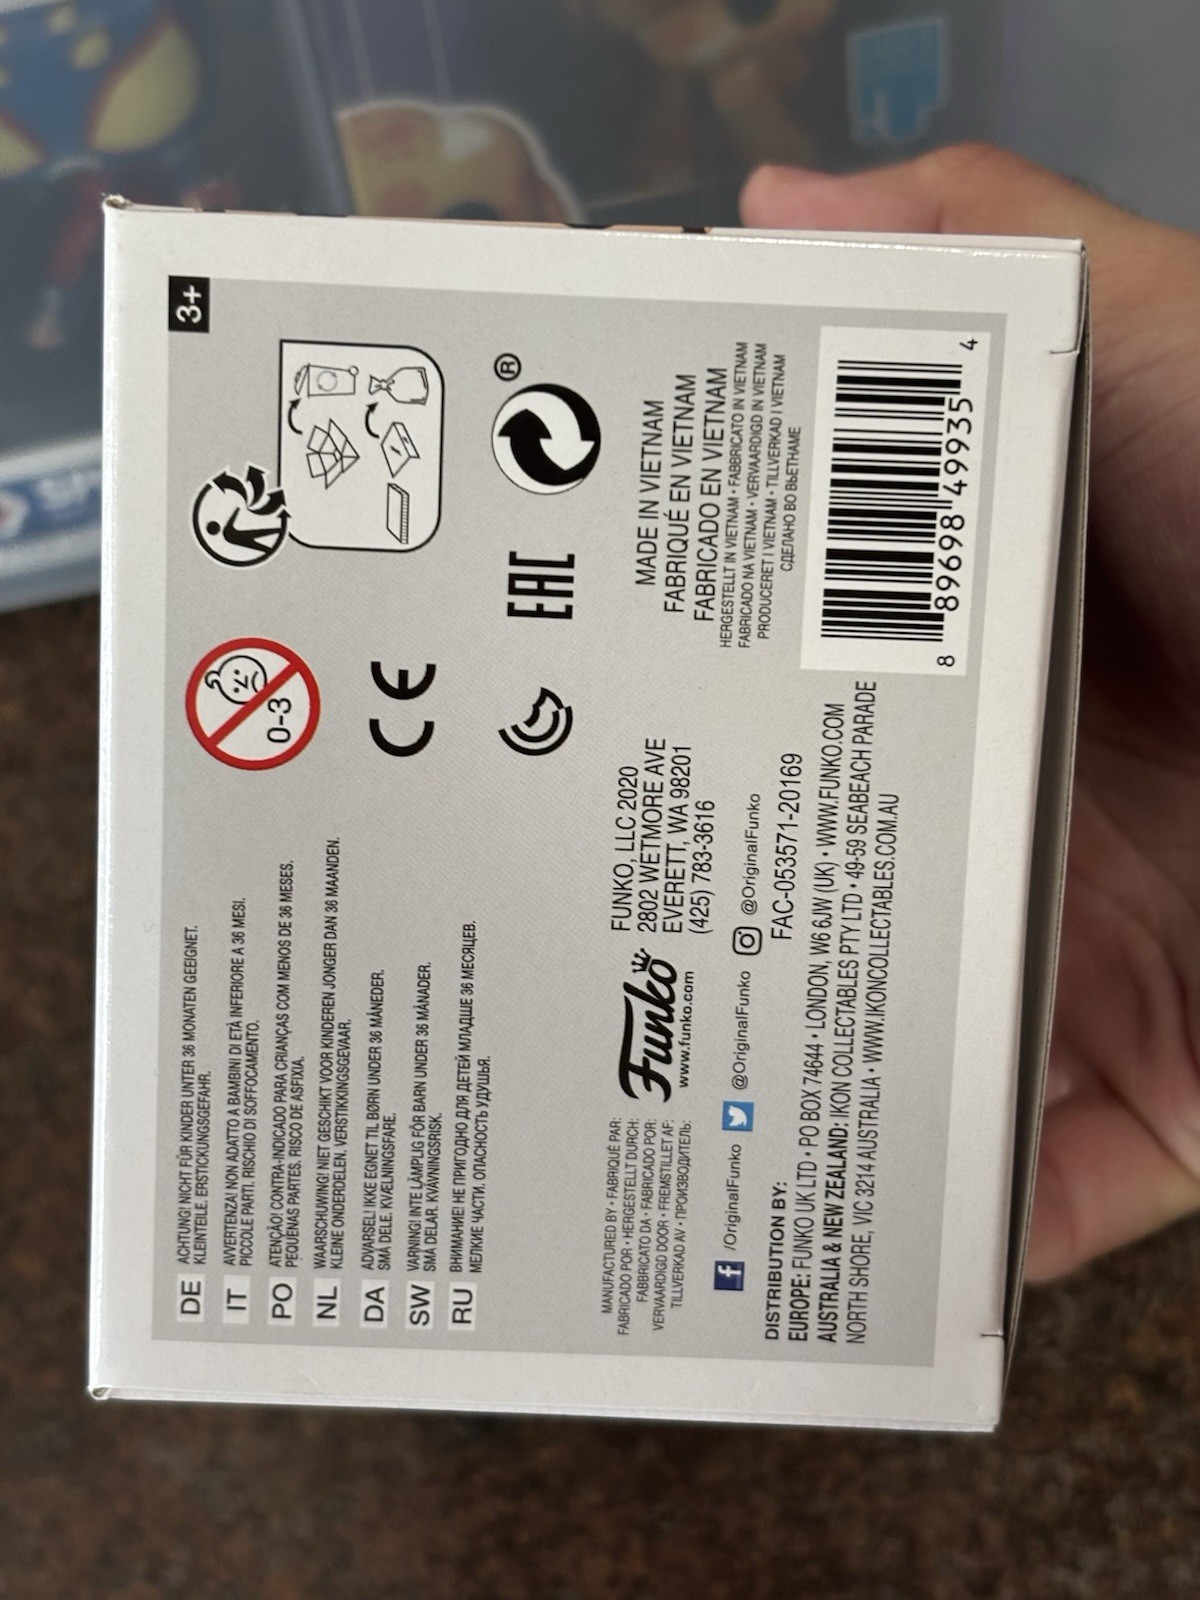 3+
DE ACHTUNG! NICHT FÜR KINDER UNTER 36 MONATEN GEEIGNET.
KLEINTEILE. ERSTICKUNGSGEFAHR.
IT AVVERTENZA! NON ADATTO A BAMBINI DI ETÀ INFERIORE A 36 MESI.
PICCOLE PARTI. RISCHIO DI SOFFOCAMENTO.
PO ATENÇÃO! CONTRA-INDICADO PARA CRIANÇAS COM MENOS DE 36 MESES.
PEQUENAS PARTES. RISCO DE ASFIXIA.
NL WAARSCHUWING! NIET GESCHIKT VOOR KINDEREN JONGER DAN 36 MAANDEN.
KLEINE ONDERDELEN. VERSTIKKINGSGEVAAR.
DA ADVARSEL! IKKE EGNET TIL BØRN UNDER 36 MÅNEDER.
SMÅ DELE. KVÆLNINGSFARE.
SW VARNING! INTE LÄMPLIG FÖR BARN UNDER 36 MÅNADER.
SMÅ DELAR. KVÄVNINGSRISK.
RU ВНИМАНИЕ! НЕ ПРИГОДНО ДЛЯ ДЕТЕЙ МЛАДШЕ 36 МЕСЯЦЕВ.
МЕЛКИЕ ЧАСТИ. ОПАСНОСТЬ УДУШЬЯ.
0-3
CE
EAC
®
MANUFACTURED BY • FABRIQUÉ PAR:
FABRICADO POR • HERGESTELLT DURCH:
FABBRICATO DA • FABRICADO POR:
VERVAARDIGD DOOR • FREMSTILLET AF:
TILLVERKAD AV • ПРОИЗВОДИТЕЛЬ:
Funko
www.funko.com
FUNKO, LLC 2020
2802 WETMORE AVE
EVERETT, WA 98201
(425) 783-3616
/OriginalFunko @OriginalFunko @OriginalFunko
FAC-053571-20169
DISTRIBUTION BY:
EUROPE: FUNKO UK LTD • PO BOX 74644 • LONDON, W6 6JW (UK) • WWW.FUNKO.COM
AUSTRALIA & NEW ZEALAND: IKON COLLECTABLES PTY LTD • 49-59 SEABEACH PARADE
NORTH SHORE, VIC 3214 AUSTRALIA • WWW.IKONCOLLECTABLES.COM.AU
MADE IN VIETNAM
FABRIQUÉ EN VIETNAM
FABRICADO EN VIETNAM
HERGESTELLT IN VIETNAM • FABBRICATO IN VIETNAM
FABRICADO NA VIETNAM • VERVAARDIGD IN VIETNAM
PRODUCERET I VIETNAM • TILLVERKAD I VIETNAM
СДЕЛАНО ВО ВЬЕТНАМЕ
8 89698 49935 4